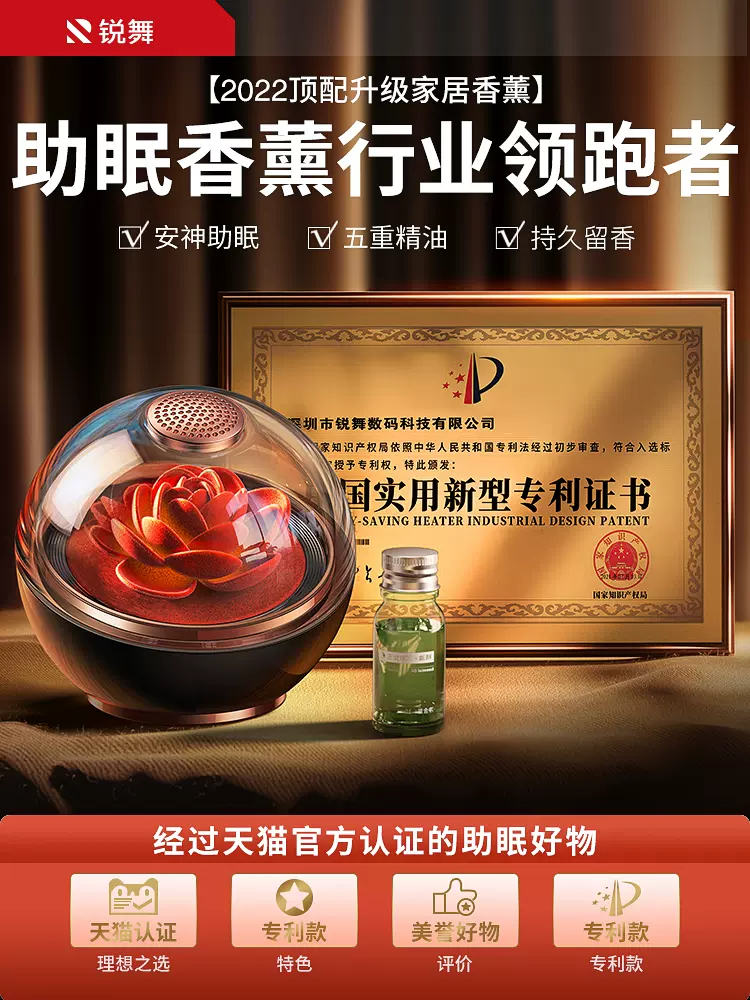 锐舞
【2022顶配升级家居香薰】
助眠香薰行业领跑者
安神助眠
五重精油
持久留香
深圳市锐舞数码科技有限公司
家知识产权局依照中华人民共和国专利法经过初步审查，符合入选标
授予专利权，特此颁发：
国实用新型专利证书
Y-SAVING HEATER INDUSTRIAL DESIGN PATENT
国家知识产权局
经过天猫官方认证的助眠好物
天猫认证
专利款
美誉好物
专利款
理想之选
特色
评价
专利款